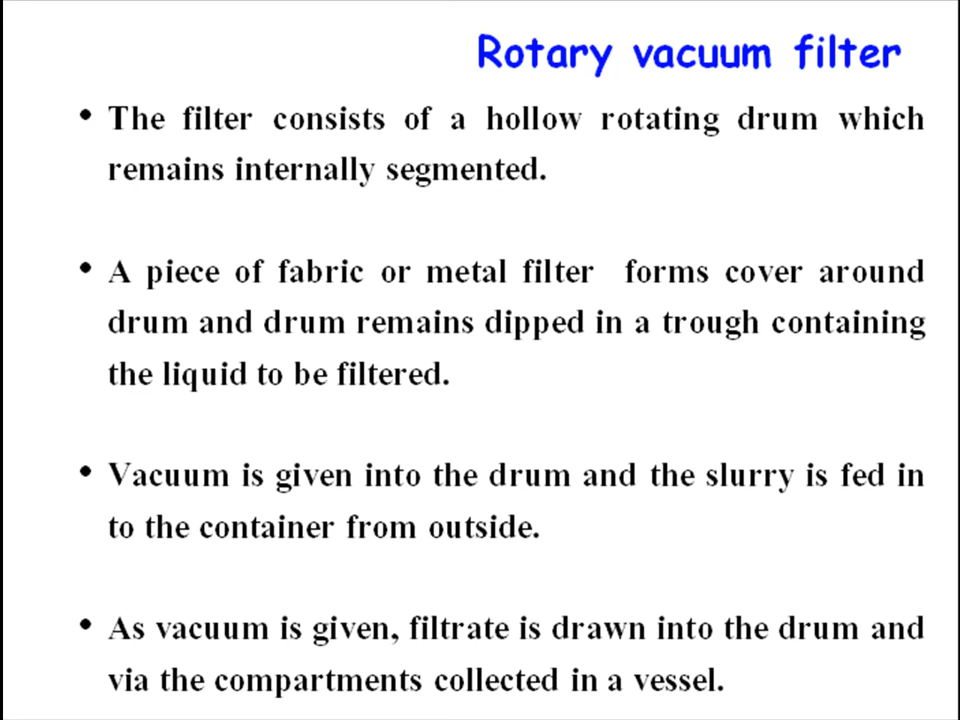 Rotary vacuum filter
• The filter consists of a hollow rotating drum which
remains internally segmented.
• A piece of fabric or metal filter forms cover around
drum and drum remains dipped in a trough containing
the liquid to be filtered.
• Vacuum is given into the drum and the slurry is fed in
to the container from outside.
• As vacuum is given, filtrate is drawn into the drum and
via the compartments collected in a vessel.